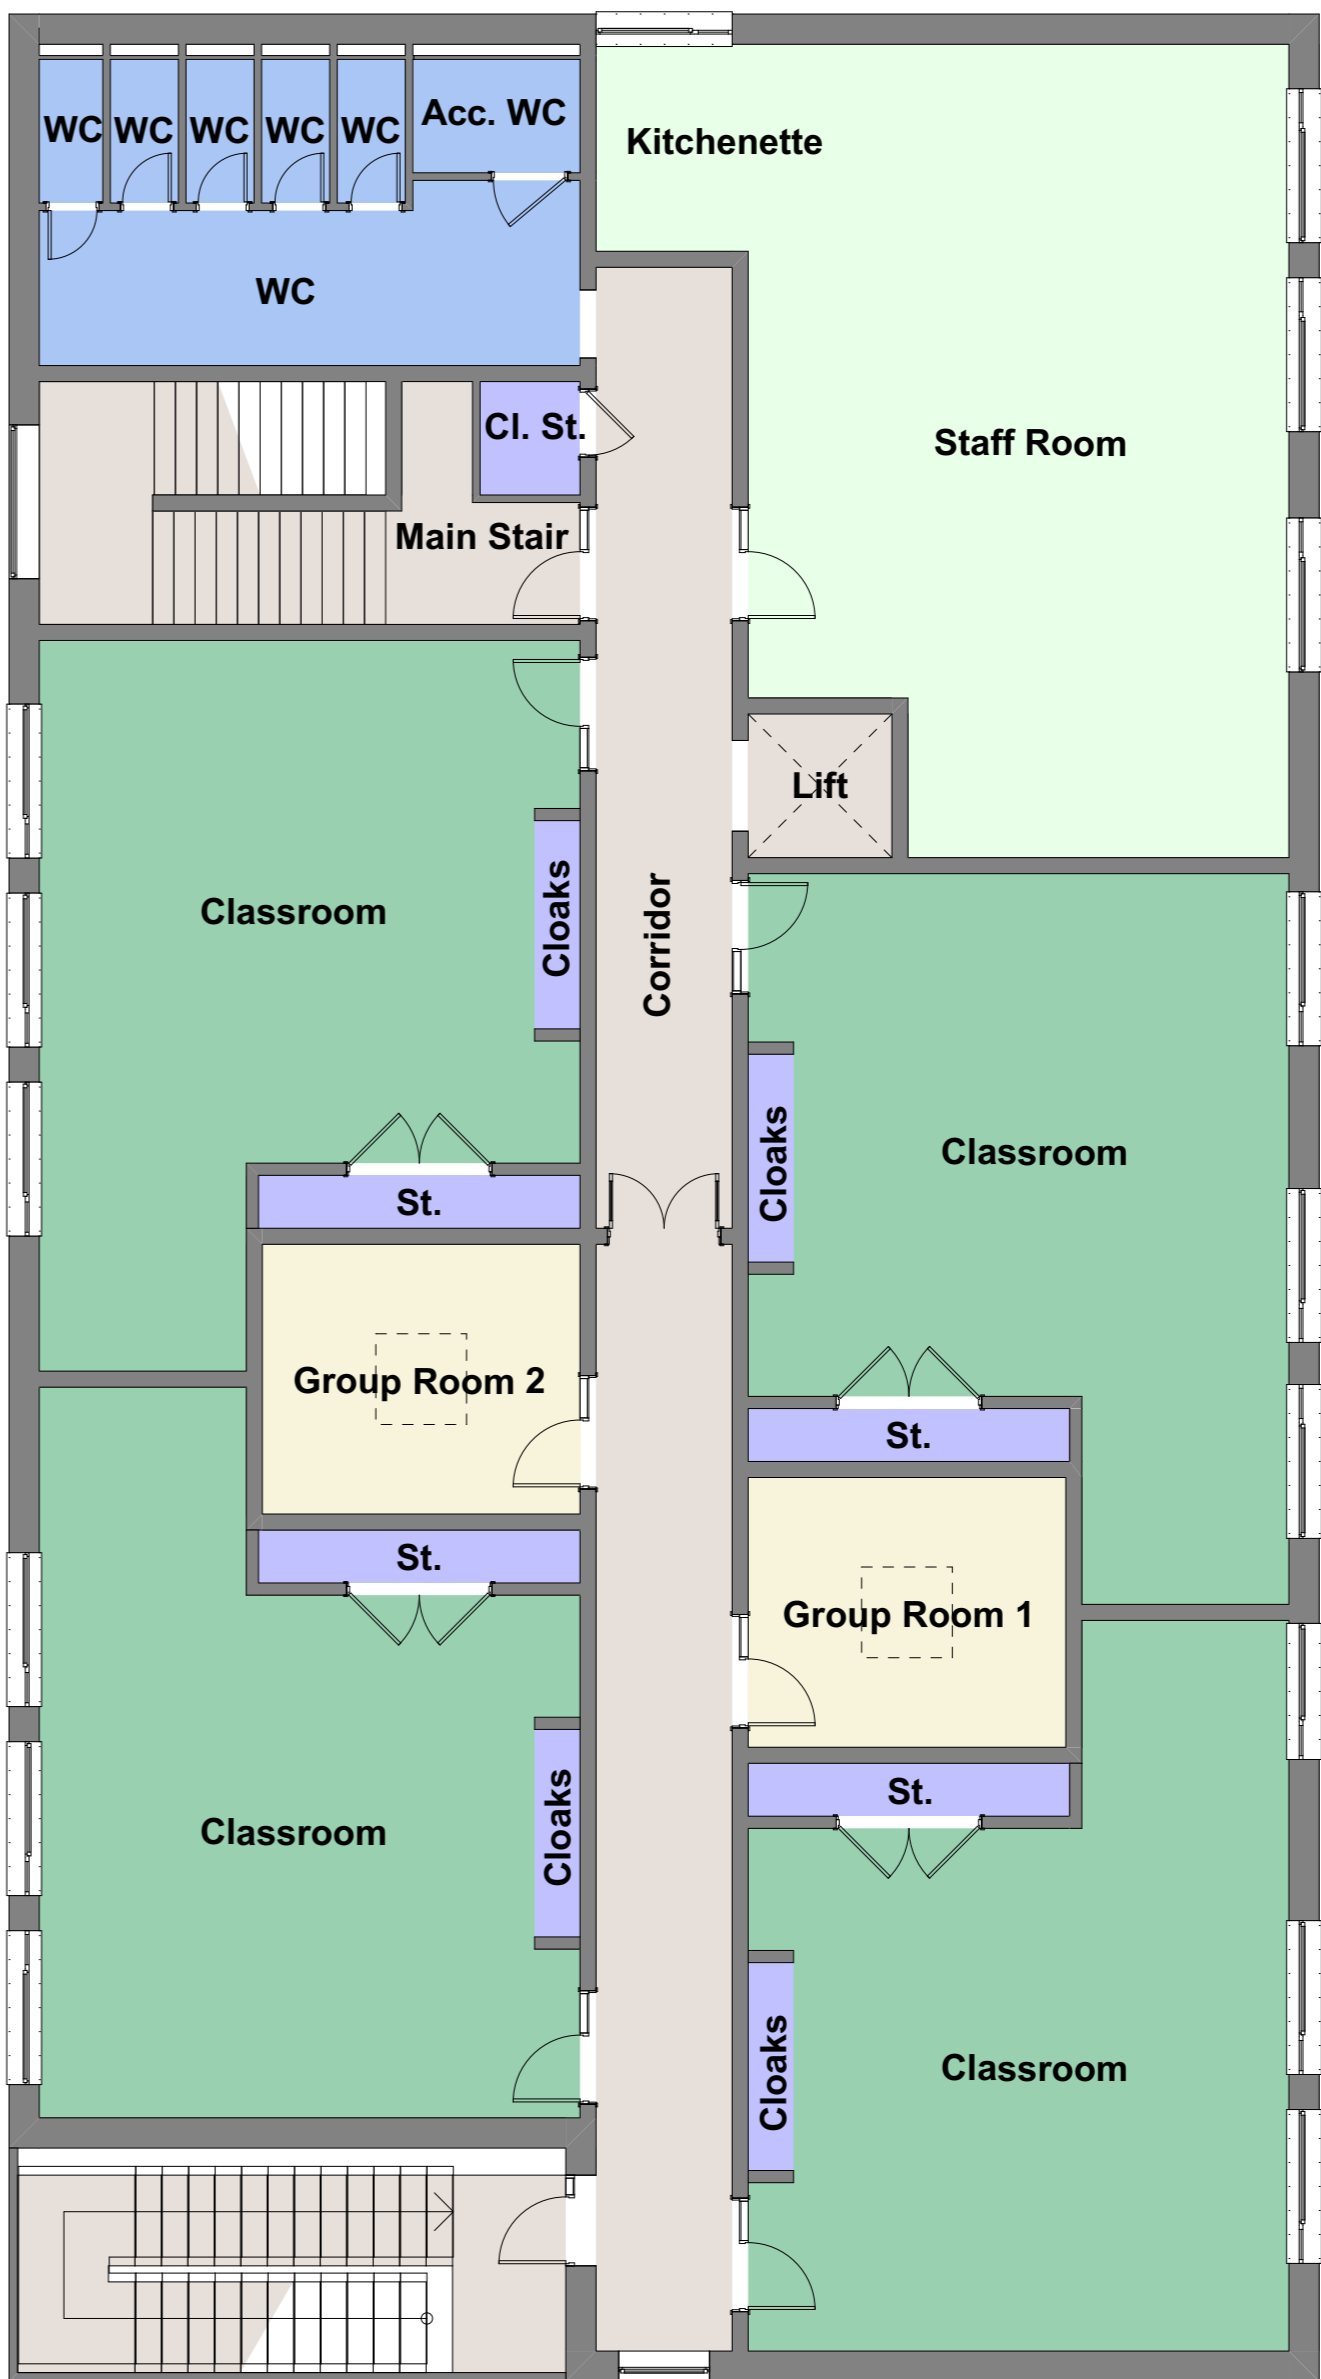 WC
WC
WC
WC
WC
Acc. WC
Kitchenette
WC
Cl. St.
Staff Room
Main Stair
Lift
Classroom
Cloaks
Corridor
Cloaks
Classroom
St.
Group Room 2
St.
St.
Group Room 1
St.
Classroom
Cloaks
Cloaks
Classroom